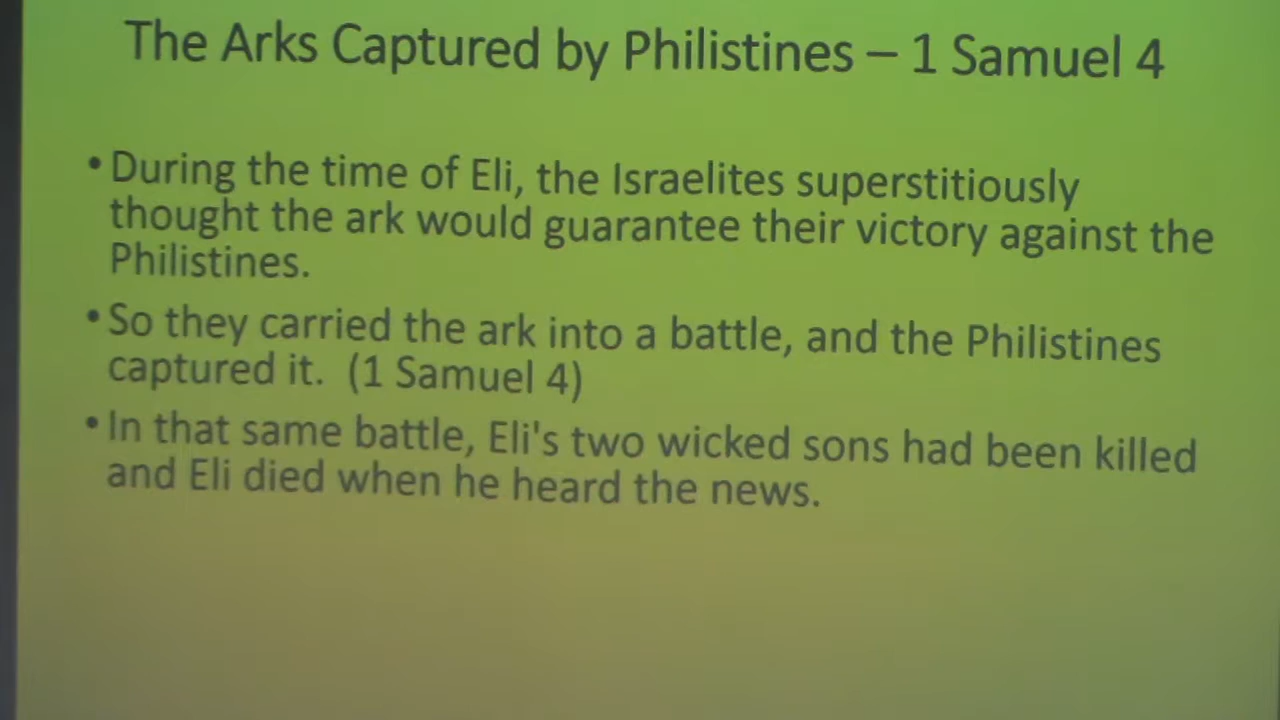 The Arks Captured by Philistines – 1 Samuel 4
• During the time of Eli, the Israelites superstitiously
thought the ark would guarantee their victory against the
Philistines.
• So they carried the ark into a battle, and the Philistines
captured it.  (1 Samuel 4)
• In that same battle, Eli's two wicked sons had been killed
and Eli died when he heard the news.